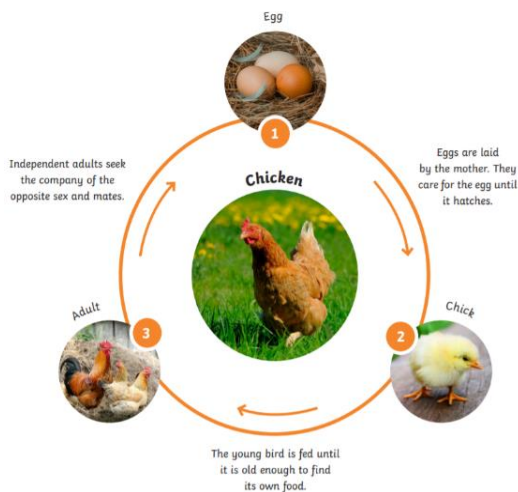 Egg
1
Eggs are laid
by the mother. They
care for the egg until
it hatches.
Independent adults seek
the company of the
opposite sex and mates.
Chicken
Adult
3
2
Chick
The young bird is fed until
it is old enough to find
its own food.